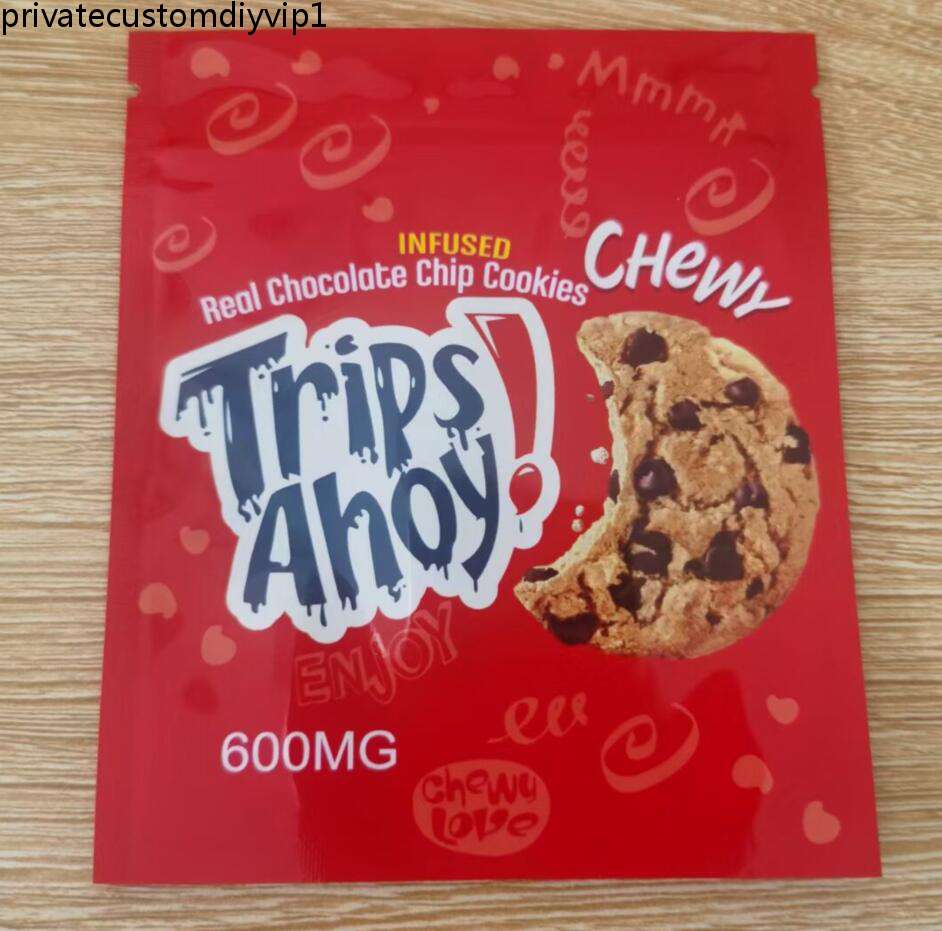 privatecustomdiyvip1
Mmmm
INFUSED
Real Chocolate Chip Cookies
CHEWY
Trips
Ahoy!
ENJOY
600MG
Chewy
Love